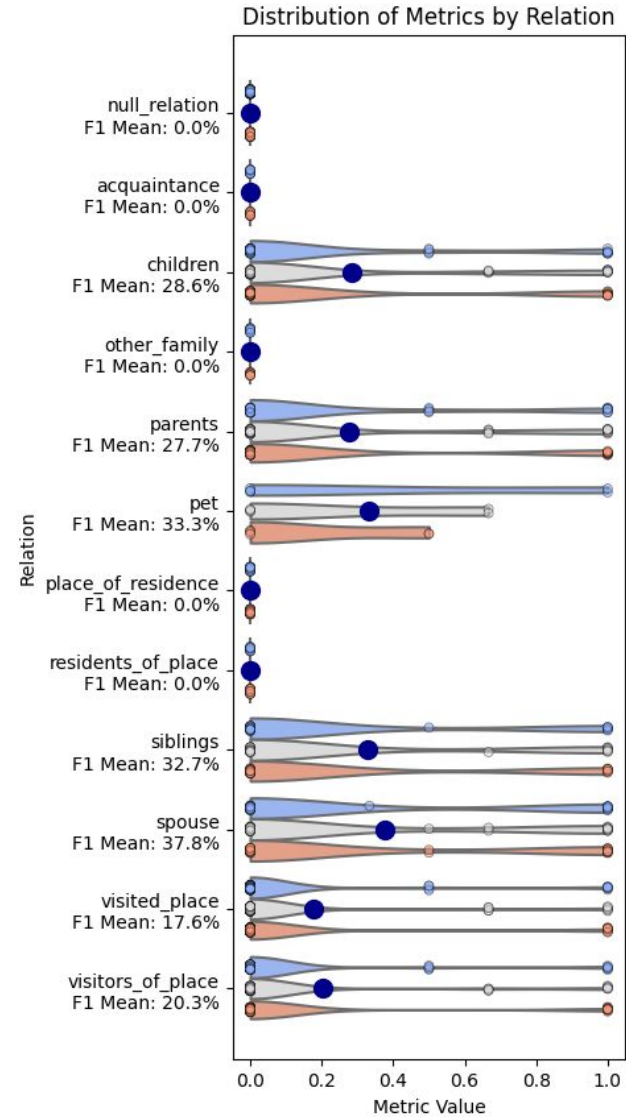 Distribution of Metrics by Relation
null_relation
F1 Mean: 0.0%
acquaintance
F1 Mean: 0.0%
children
F1 Mean: 28.6%
other_family
F1 Mean: 0.0%
parents
F1 Mean: 27.7%
pet
F1 Mean: 33.3%
place_of_residence
F1 Mean: 0.0%
residents_of_place
F1 Mean: 0.0%
siblings
F1 Mean: 32.7%
spouse
F1 Mean: 37.8%
visited_place
F1 Mean: 17.6%
visitors_of_place
F1 Mean: 20.3%
Relation
0.0 0.2 0.4 0.6 0.8 1.0
Metric Value